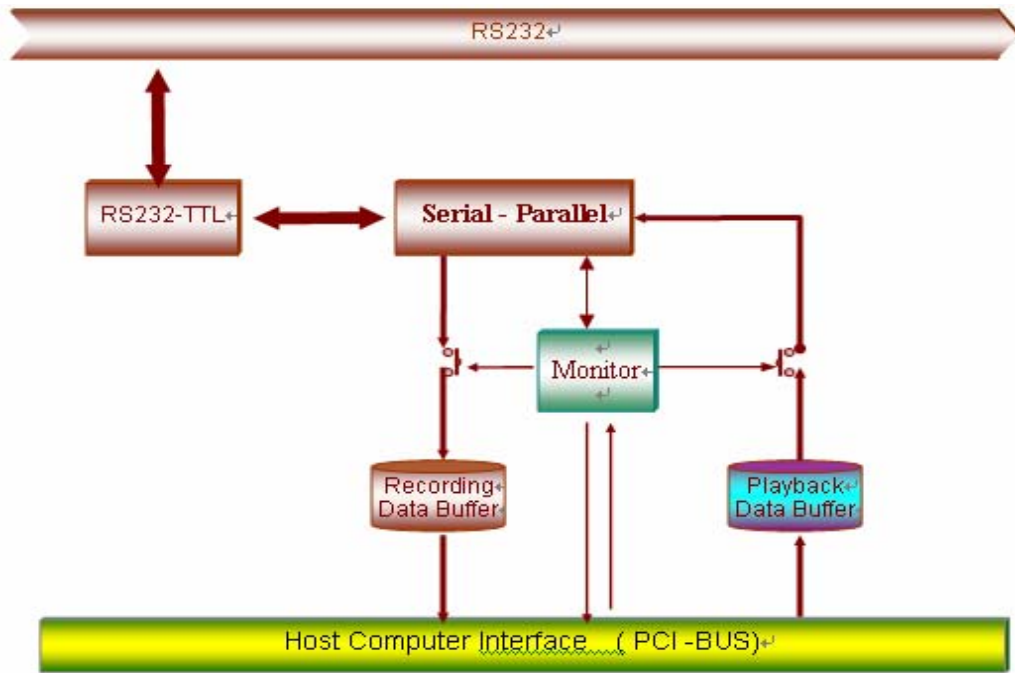 RS232↵
RS232-TTL↵
Serial - Parallel↵
↵
Monitor↵
↵
Recording↵
Data Buffer↵
Playback↵
Data Buffer↵
Host Computer Interface ( PCI -BUS)↵